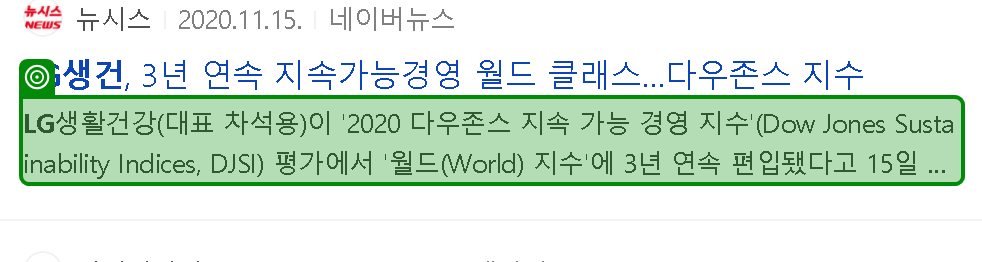 뉴시스 NEWS 뉴시스 2020.11.15. 네이버뉴스
생건, 3년 연속 지속가능경영 월드 클래스...다우존스 지수
LG생활건강(대표 차석용)이 '2020 다우존스 지속 가능 경영 지수'(Dow Jones Susta
inability Indices, DJSI) 평가에서 '월드(World) 지수'에 3년 연속 편입됐다고 15일 ...